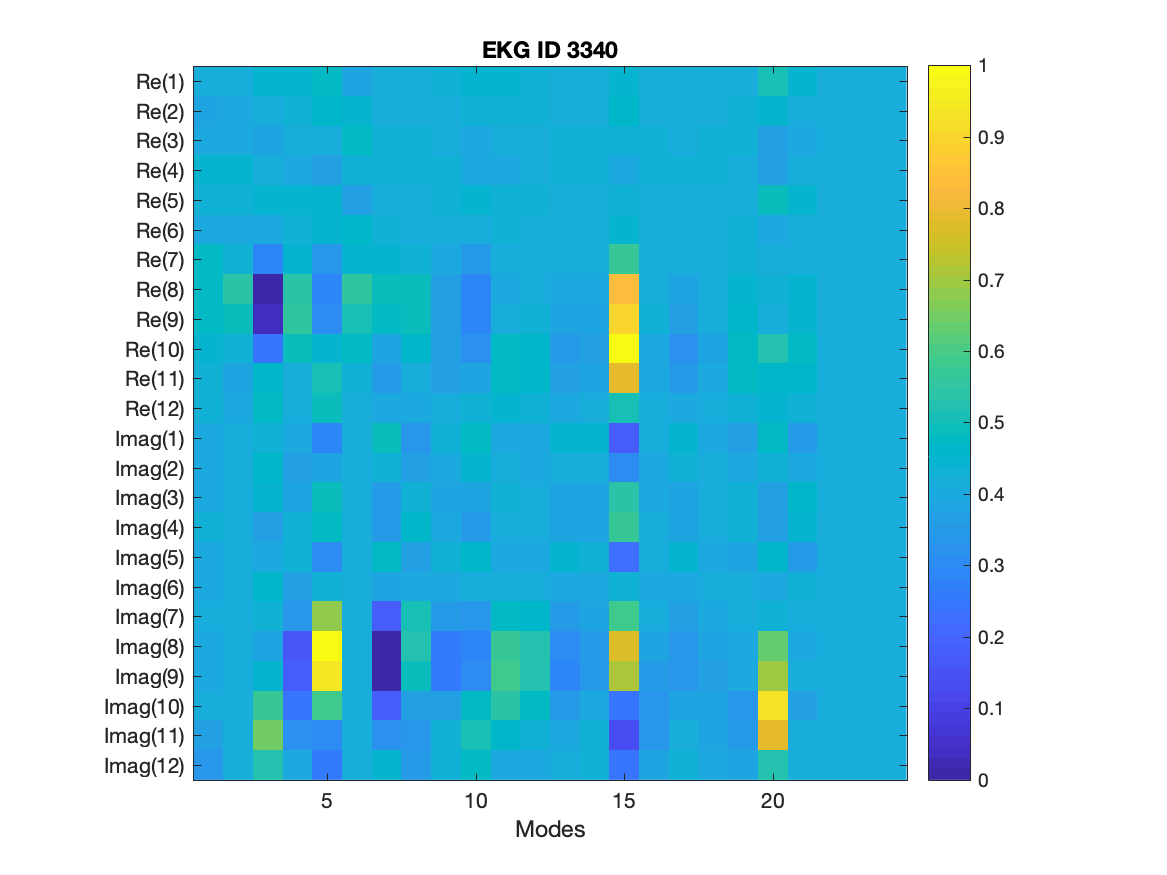 EKG ID 3340
Re(1)
Re(2)
Re(3)
Re(4)
Re(5)
Re(6)
Re(7)
Re(8)
Re(9)
Re(10)
Re(11)
Re(12)
Imag(1)
Imag(2)
Imag(3)
Imag(4)
Imag(5)
Imag(6)
Imag(7)
Imag(8)
Imag(9)
Imag(10)
Imag(11)
Imag(12)
5 10 15 20
Modes
1
0.9
0.8
0.7
0.6
0.5
0.4
0.3
0.2
0.1
0